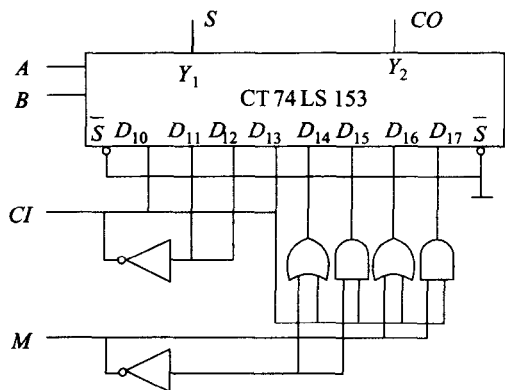 S CO
A
Y₁ Y₂
CT 74 LS 153
B
S̅ D₁₀ D₁₁ D₁₂ D₁₃ D₁₄ D₁₅ D₁₆ D₁₇ S̅
CI
M